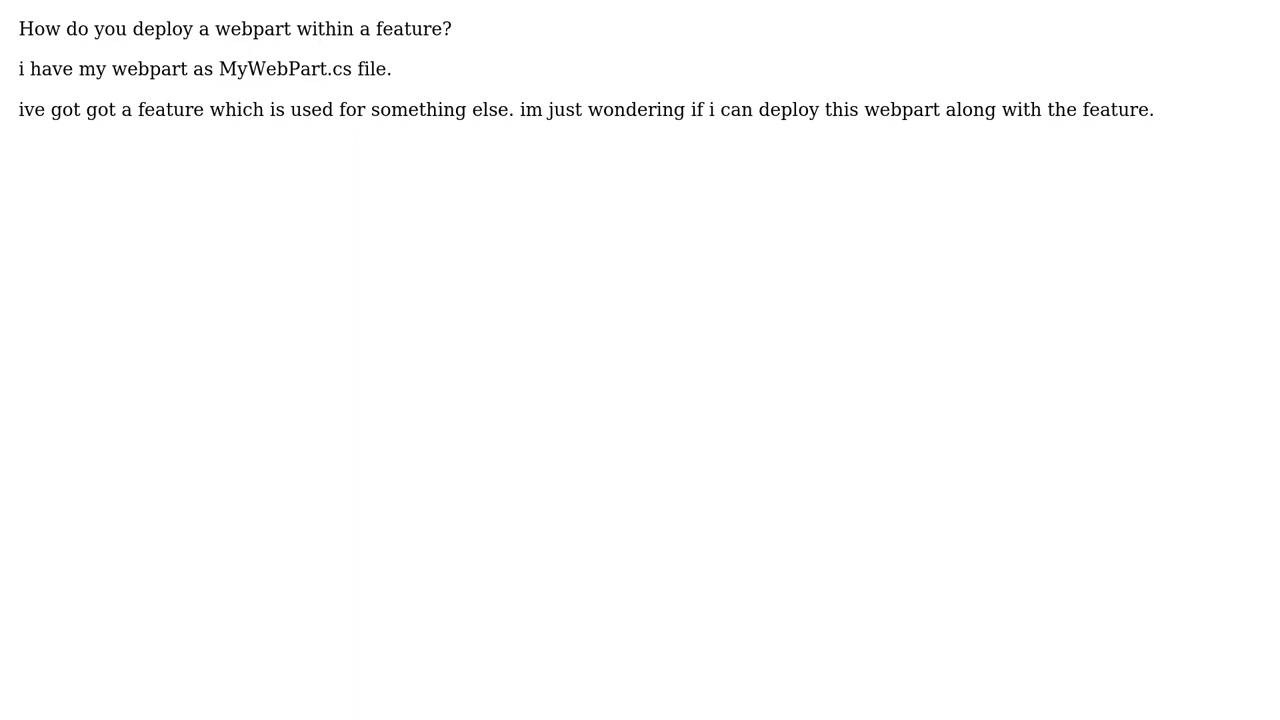 How do you deploy a webpart within a feature?
i have my webpart as MyWebPart.cs file.
ive got got a feature which is used for something else. im just wondering if i can deploy this webpart along with the feature.